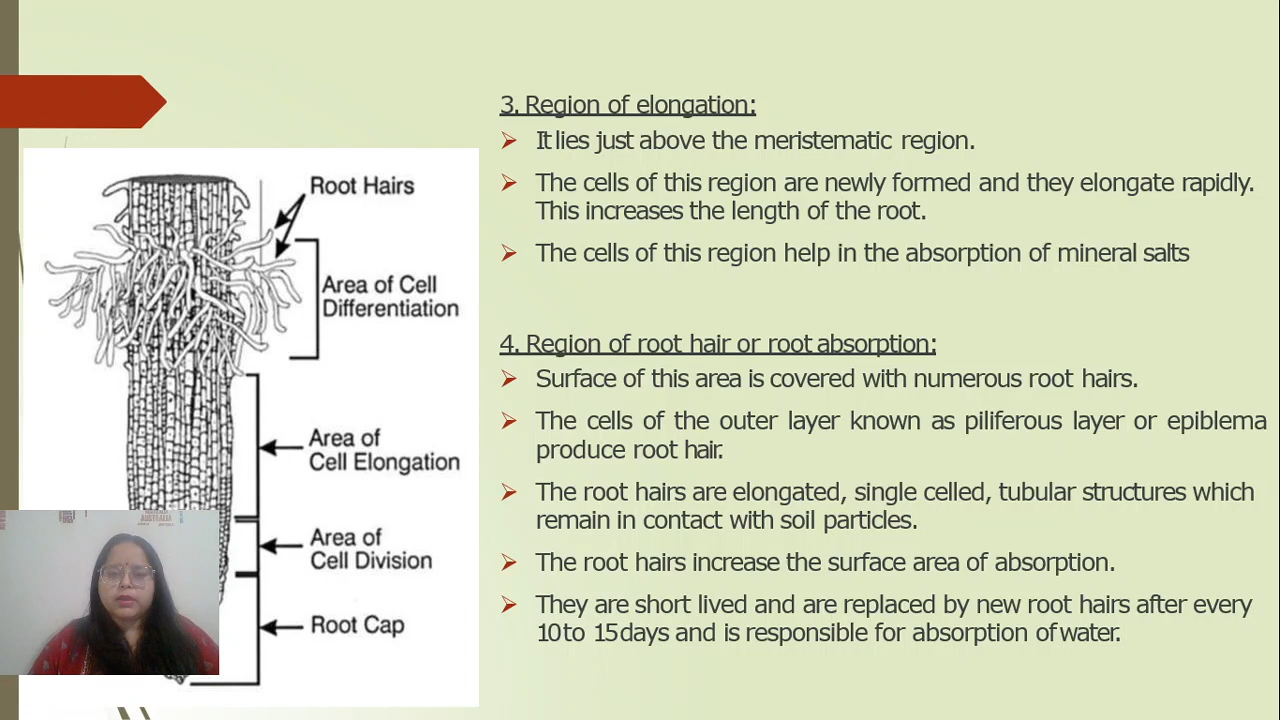 3. Region of elongation:
It lies just above the meristematic region.
The cells of this region are newly formed and they elongate rapidly.
This increases the length of the root.
The cells of this region help in the absorption of mineral salts
4. Region of root hair or root absorption:
Surface of this area is covered with numerous root hairs.
The cells of the outer layer known as piliferous layer or epiblema
produce root hair.
The root hairs are elongated, single celled, tubular structures which
remain in contact with soil particles.
The root hairs increase the surface area of absorption.
They are short lived and are replaced by new root hairs after every
10 to 15 days and is responsible for absorption of water.
Root Hairs
Area of Cell
Differentiation
Area of
Cell Elongation
Area of
Cell Division
Root Cap
AUSTRALIA